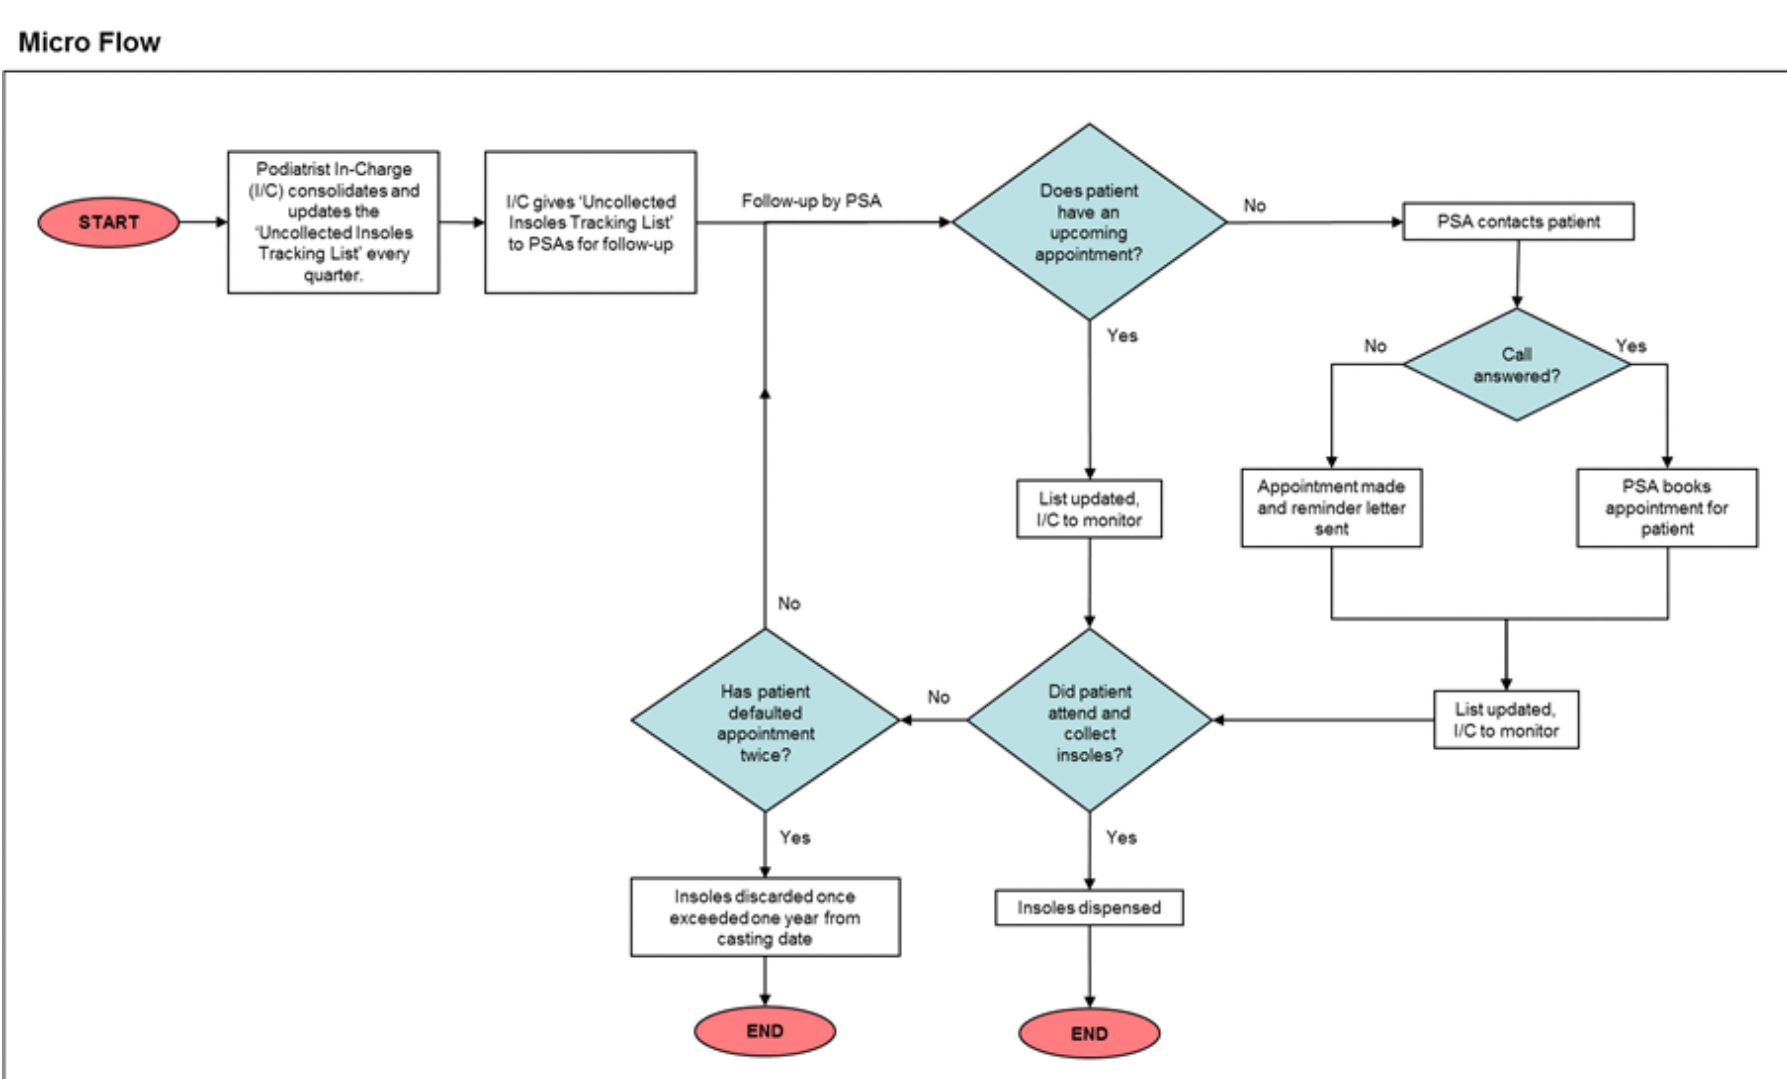 Micro Flow
START
Podiatrist In-Charge
(I/C) consolidates and
updates the
‘Uncollected Insoles
Tracking List’ every
quarter.
I/C gives ‘Uncollected
Insoles Tracking List’
to PSAs for follow-up
Follow-up by PSA
Does patient
have an
upcoming
appointment?
No
PSA contacts patient
Yes
Call
answered?
No
Yes
Appointment made
and reminder letter
sent
PSA books
appointment for
patient
List updated,
I/C to monitor
List updated,
I/C to monitor
Did patient
attend and
collect
insoles?
No
Has patient
defaulted
appointment
twice?
No
Yes
Yes
Insoles discarded once
exceeded one year from
casting date
Insoles dispensed
END
END